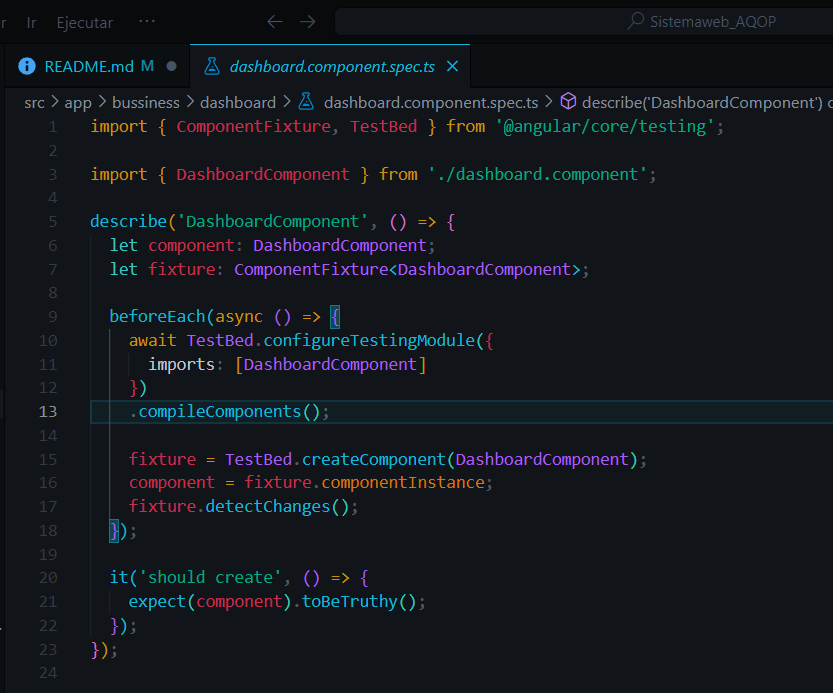 r Ir Ejecutar ··· ← → Sistemaweb_AQOP
README.md M ● dashboard.component.spec.ts ×
src > app > bussiness > dashboard > dashboard.component.spec.ts > describe('DashboardComponent') c
1 import { ComponentFixture, TestBed } from '@angular/core/testing';
2
3 import { DashboardComponent } from './dashboard.component';
4
5 describe('DashboardComponent', () => {
6   let component: DashboardComponent;
7   let fixture: ComponentFixture<DashboardComponent>;
8
9   beforeEach(async () => {
10     await TestBed.configureTestingModule({
11       imports: [DashboardComponent]
12     })
13     .compileComponents();
14
15     fixture = TestBed.createComponent(DashboardComponent);
16     component = fixture.componentInstance;
17     fixture.detectChanges();
18   });
19
20   it('should create', () => {
21     expect(component).toBeTruthy();
22   });
23 });
24